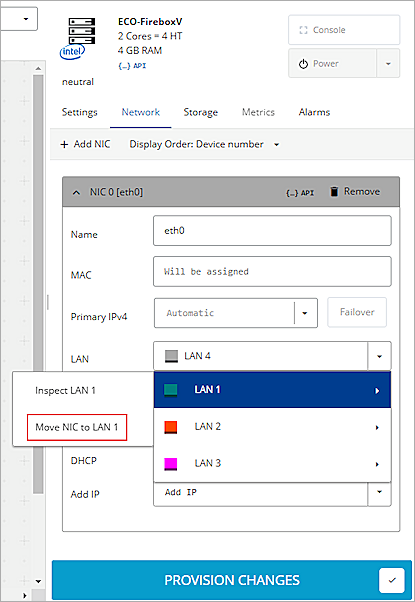 ECO-FireboxV
2 Cores = 4 HT
4 GB RAM
{...} API
intel
neutral
Console
Power
Settings
Network
Storage
Metrics
Alarms
+ Add NIC
Display Order: Device number
NIC 0 [eth0]
{...} API
Remove
Name
eth0
MAC
Will be assigned
Primary IPv4
Automatic
Failover
LAN
LAN 4
Inspect LAN 1
Move NIC to LAN 1
LAN 1
LAN 2
LAN 3
DHCP
Add IP
Add IP
PROVISION CHANGES